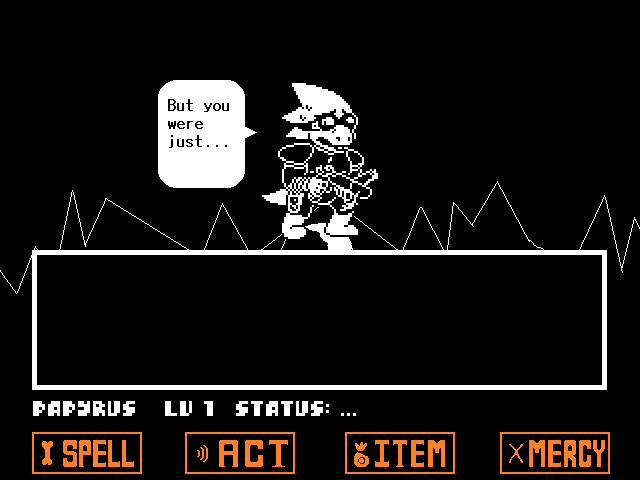 But you
were
just...
PAPYRUS LV 1 STATUS: ...
SPELL ACT ITEM MERCY